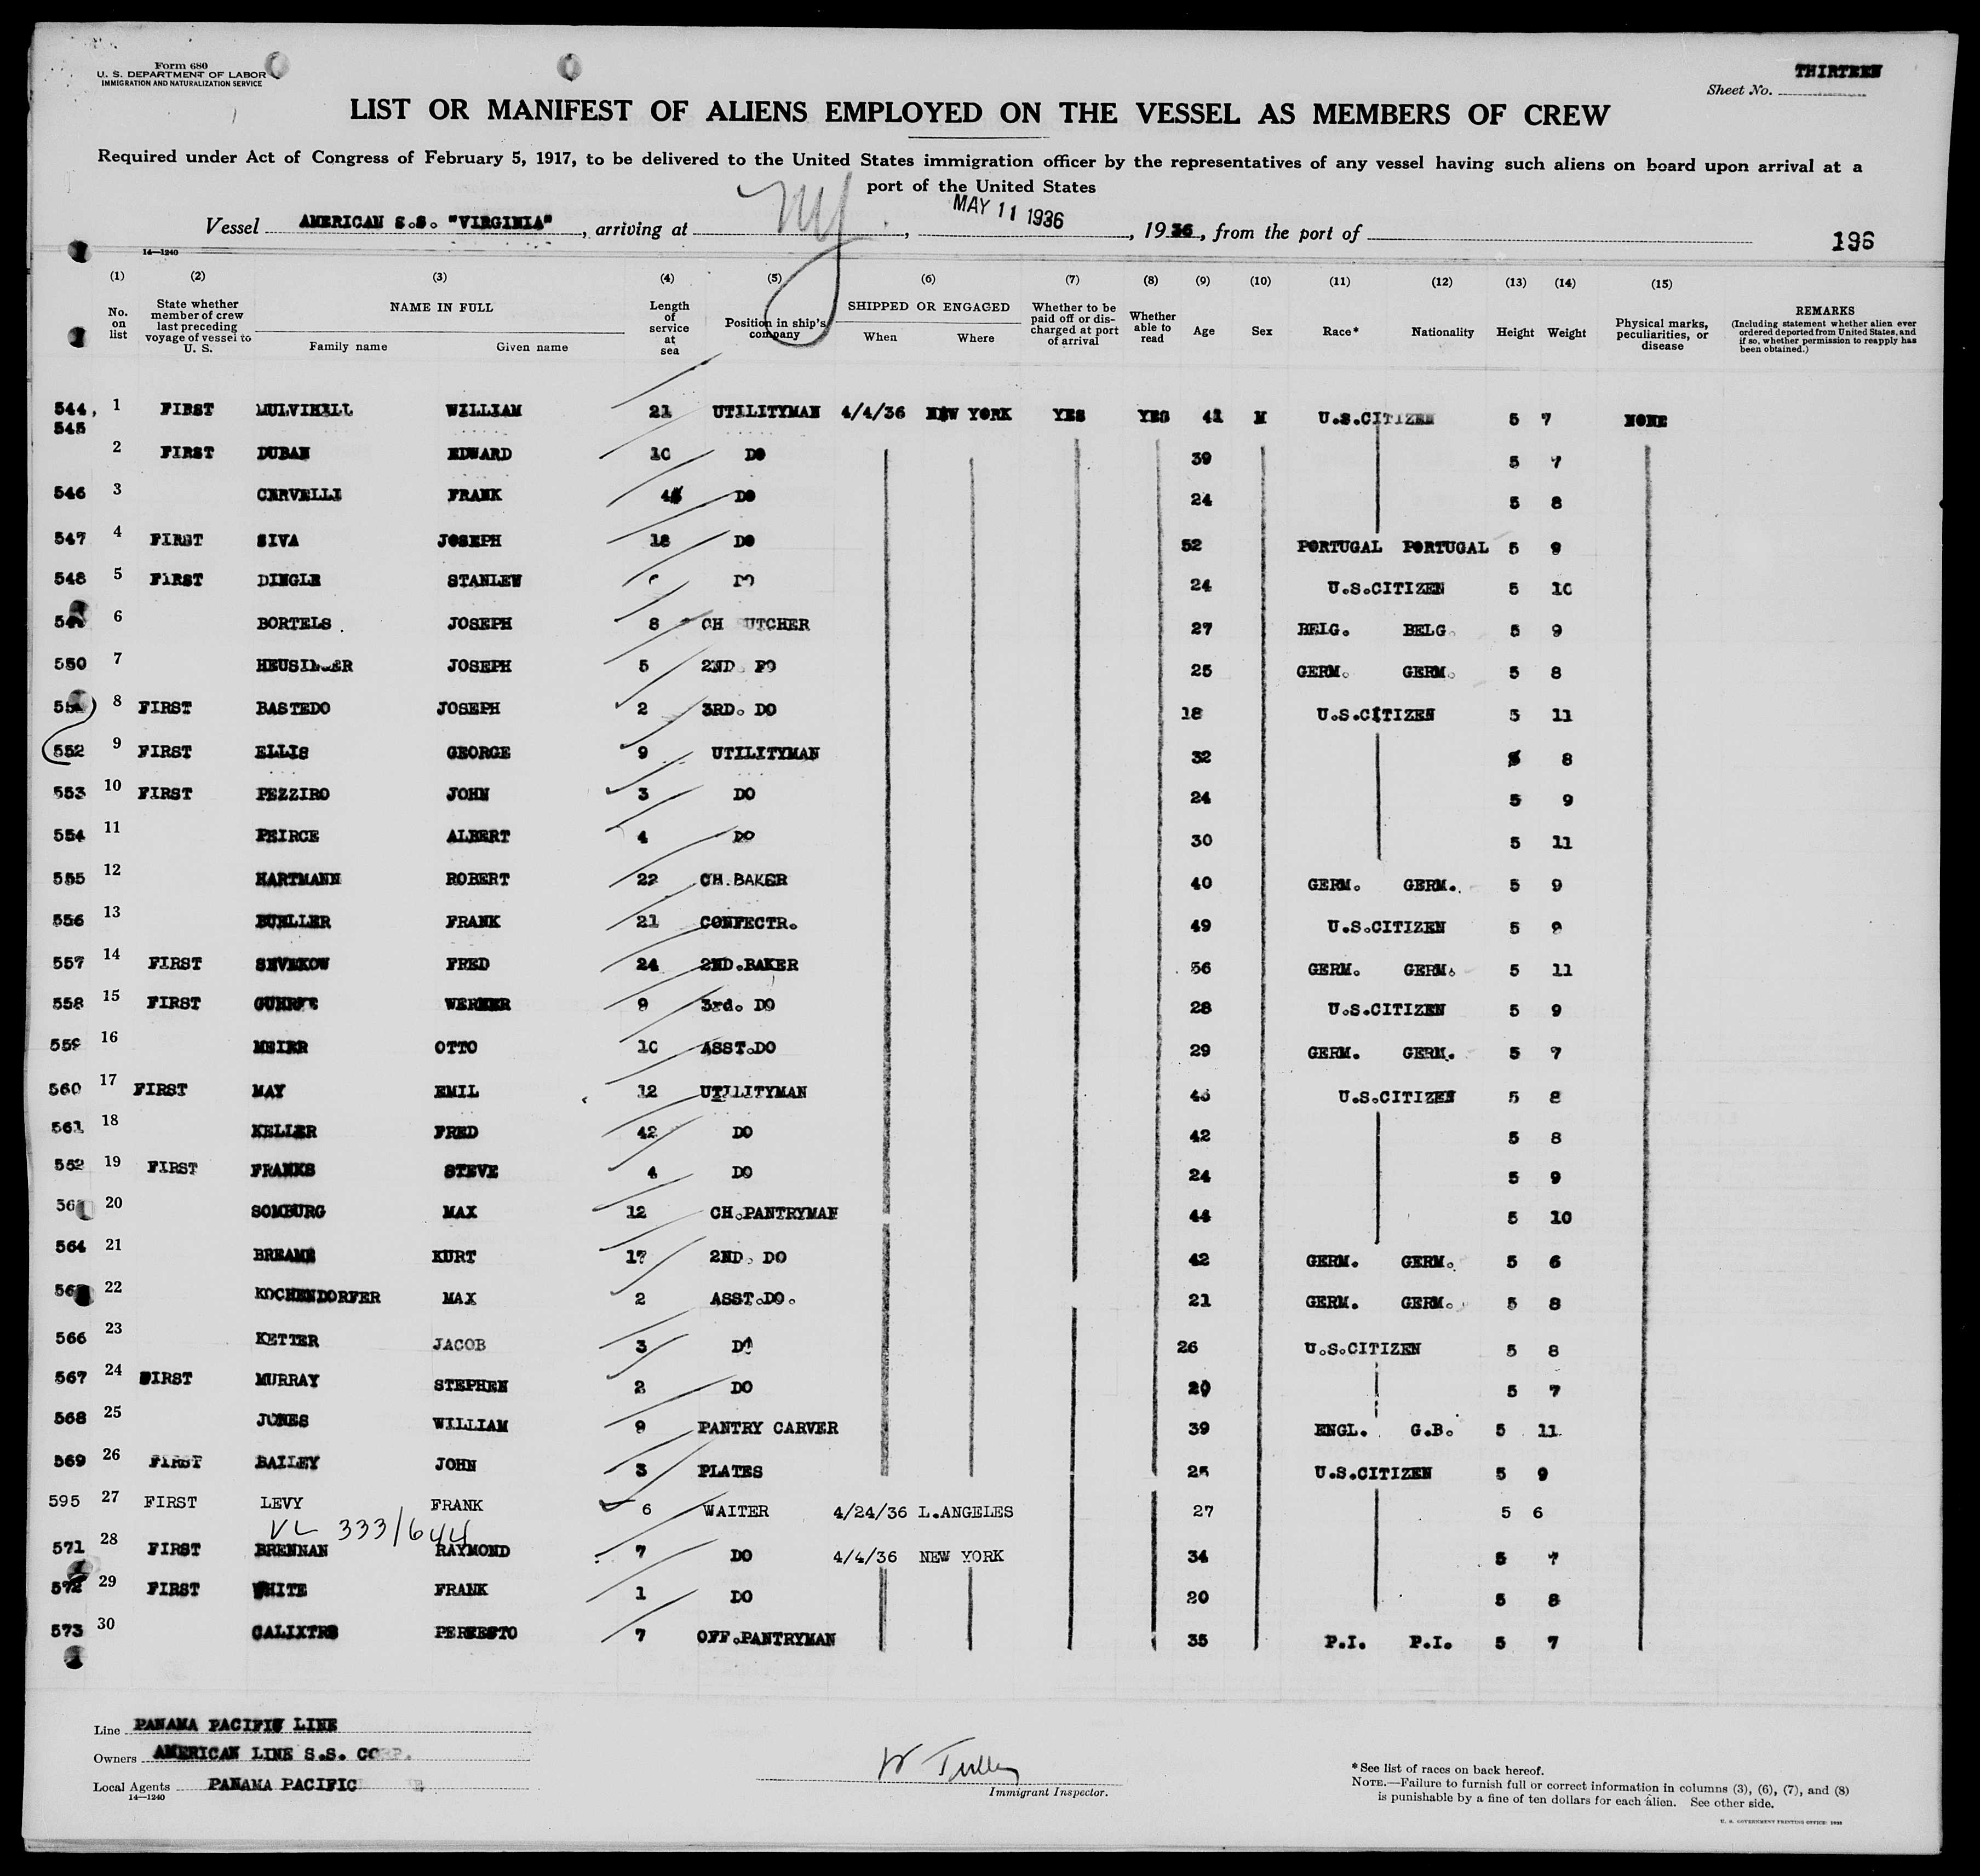 Form 680
U. S. DEPARTMENT OF LABOR
IMMIGRATION AND NATURALIZATION SERVICE
THIRTEEN
Sheet No.
LIST OR MANIFEST OF ALIENS EMPLOYED ON THE VESSEL AS MEMBERS OF CREW
Required under Act of Congress of February 5, 1917, to be delivered to the United States immigration officer by the representatives of any vessel having such aliens on board upon arrival at a
port of the United States
Vessel AMERICAN S.S. "VIRGINIA", arriving at NY, MAY 11 1936, 1936, from the port of
196
14—1240
(1) (2) (3) (4) (5) (6) (7) (8) (9) (10) (11) (12) (13) (14) (15)
No. on list
State whether member of crew last preceding voyage of vessel to U. S.
NAME IN FULL
Family name Given name
Length of service at sea
Position in ship's company
SHIPPED OR ENGAGED
When Where
Whether to be paid off or discharged at port of arrival
Whether able to read
Age
Sex
Race*
Nationality
Height
Weight
Physical marks, peculiarities, or disease
REMARKS
(Including statement whether alien ever ordered deported from United States, and if so, whether permission to reapply has been obtained.)
544, 1 FIRST MULVIHILL WILLIAM 21 UTILITYMAN 4/4/36 NEW YORK YES YES 41 M U.S.CITIZEN 5 7 NONE
545
2 FIRST DUBAN EDWARD 10 DO 39 5 7
546 3 CERVELLI FRANK DO 24 5 8
547 4 FIRST SIVA JOSEPH 18 DO 52 PORTUGAL PORTUGAL 5 9
548 5 FIRST DINGLE STANLEW DO 24 U.S.CITIZEN 5 10
6 BORTELS JOSEPH 8 CH UTCHER 27 BELG. BELG. 5 9
550 7 JOSEPH 5 2ND. DO 25 GERM. GERM. 5 8
8 FIRST BASTEDO JOSEPH 2 3RD. DO 18 U.S.CITIZEN 5 11
552 9 FIRST ELLIS GEORGE 9 UTILITYMAN 32 8
553 10 FIRST PEZZIRO JOHN 3 DO 24 5 9
554 11 PEIRCE ALBERT 4 DO 30 5 11
555 12 HARTMANN ROBERT 22 CH.BAKER 40 GERM. GERM. 5 9
556 13 BUELLER FRANK 21 CONFECTR. 49 U.S.CITIZEN 5 9
557 14 FIRST SEVEKOW FRED 24 2ND.BAKER 56 GERM. GERM. 5 11
558 15 FIRST WERNER 9 3rd. DO 28 U.S.CITIZEN 5 9
559 16 MEIER OTTO 10 ASST.DO 29 GERM. GERM. 5 7
560 17 FIRST MAY EMIL 12 UTILITYMAN U.S.CITIZEN 5 8
561 18 KELLER FRED 42 DO 42 5 8
562 19 FIRST FRANKS STEVE 4 DO 24 5 9
20 SOMBURG MAX 12 CH.PANTRYMAN 44 5 10
564 21 BREAME KURT 17 2ND. DO 42 GERM. GERM. 5 6
22 KOCHENDORFER MAX 2 ASST.DO. 21 GERM. GERM. 5 8
566 23 KETTER JACOB 3 DO 26 U.S.CITIZEN 5 8
567 24 FIRST MURRAY STEPHEN 2 DO 20 5 7
568 25 JONES WILLIAM 9 PANTRY CARVER 39 ENGL. G.B. 5 11
569 26 FIRST BAILEY JOHN 3 PLATES 25 U.S.CITIZEN 5 9
595 27 FIRST LEVY FRANK 6 WAITER 4/24/36 L.ANGELES 27 5 6
VL 333/644
571 28 FIRST BRENNAN RAYMOND 7 DO 4/4/36 NEW YORK 34 5 7
572 29 FIRST WHITE FRANK 1 DO 20 5 8
573 30 CALIXTRO 7 OFF.PANTRYMAN 35 P.I. P.I. 5 7
Line PANAMA PACIFIC LINE
Owners AMERICAN LINE S.S. CORP.
Local Agents PANAMA PACIFIC
14—1240
W Tulley
Immigrant Inspector.
*See list of races on back hereof.
NOTE.—Failure to furnish full or correct information in columns (3), (6), (7), and (8)
is punishable by a fine of ten dollars for each alien. See other side.
U. S. GOVERNMENT PRINTING OFFICE: